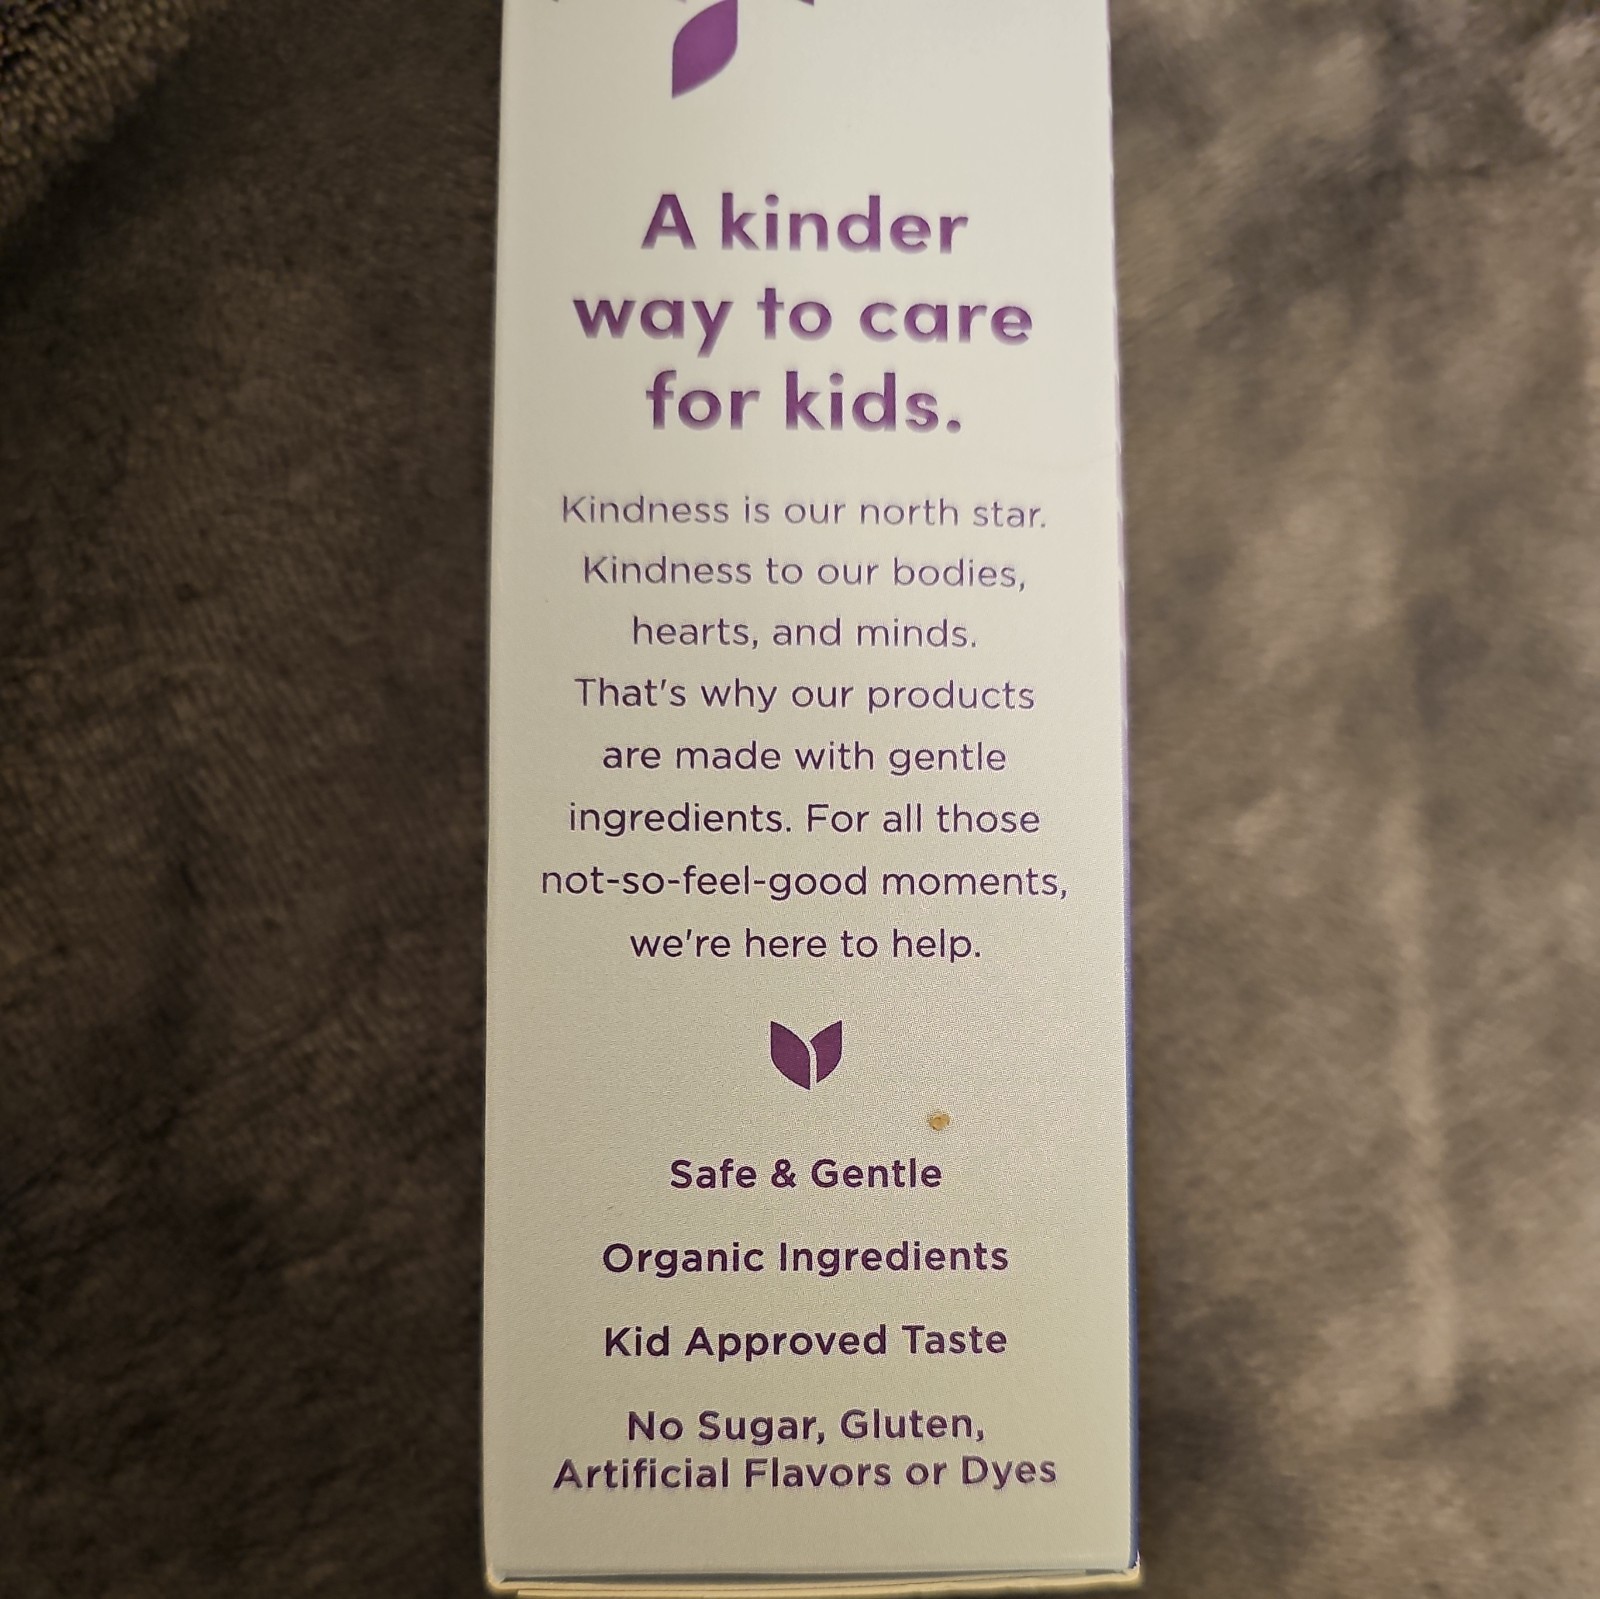 A kinder
way to care
for kids.
Kindness is our north star.
Kindness to our bodies,
hearts, and minds.
That's why our products
are made with gentle
ingredients. For all those
not-so-feel-good moments,
we're here to help.
Safe & Gentle
Organic Ingredients
Kid Approved Taste
No Sugar, Gluten,
Artificial Flavors or Dyes